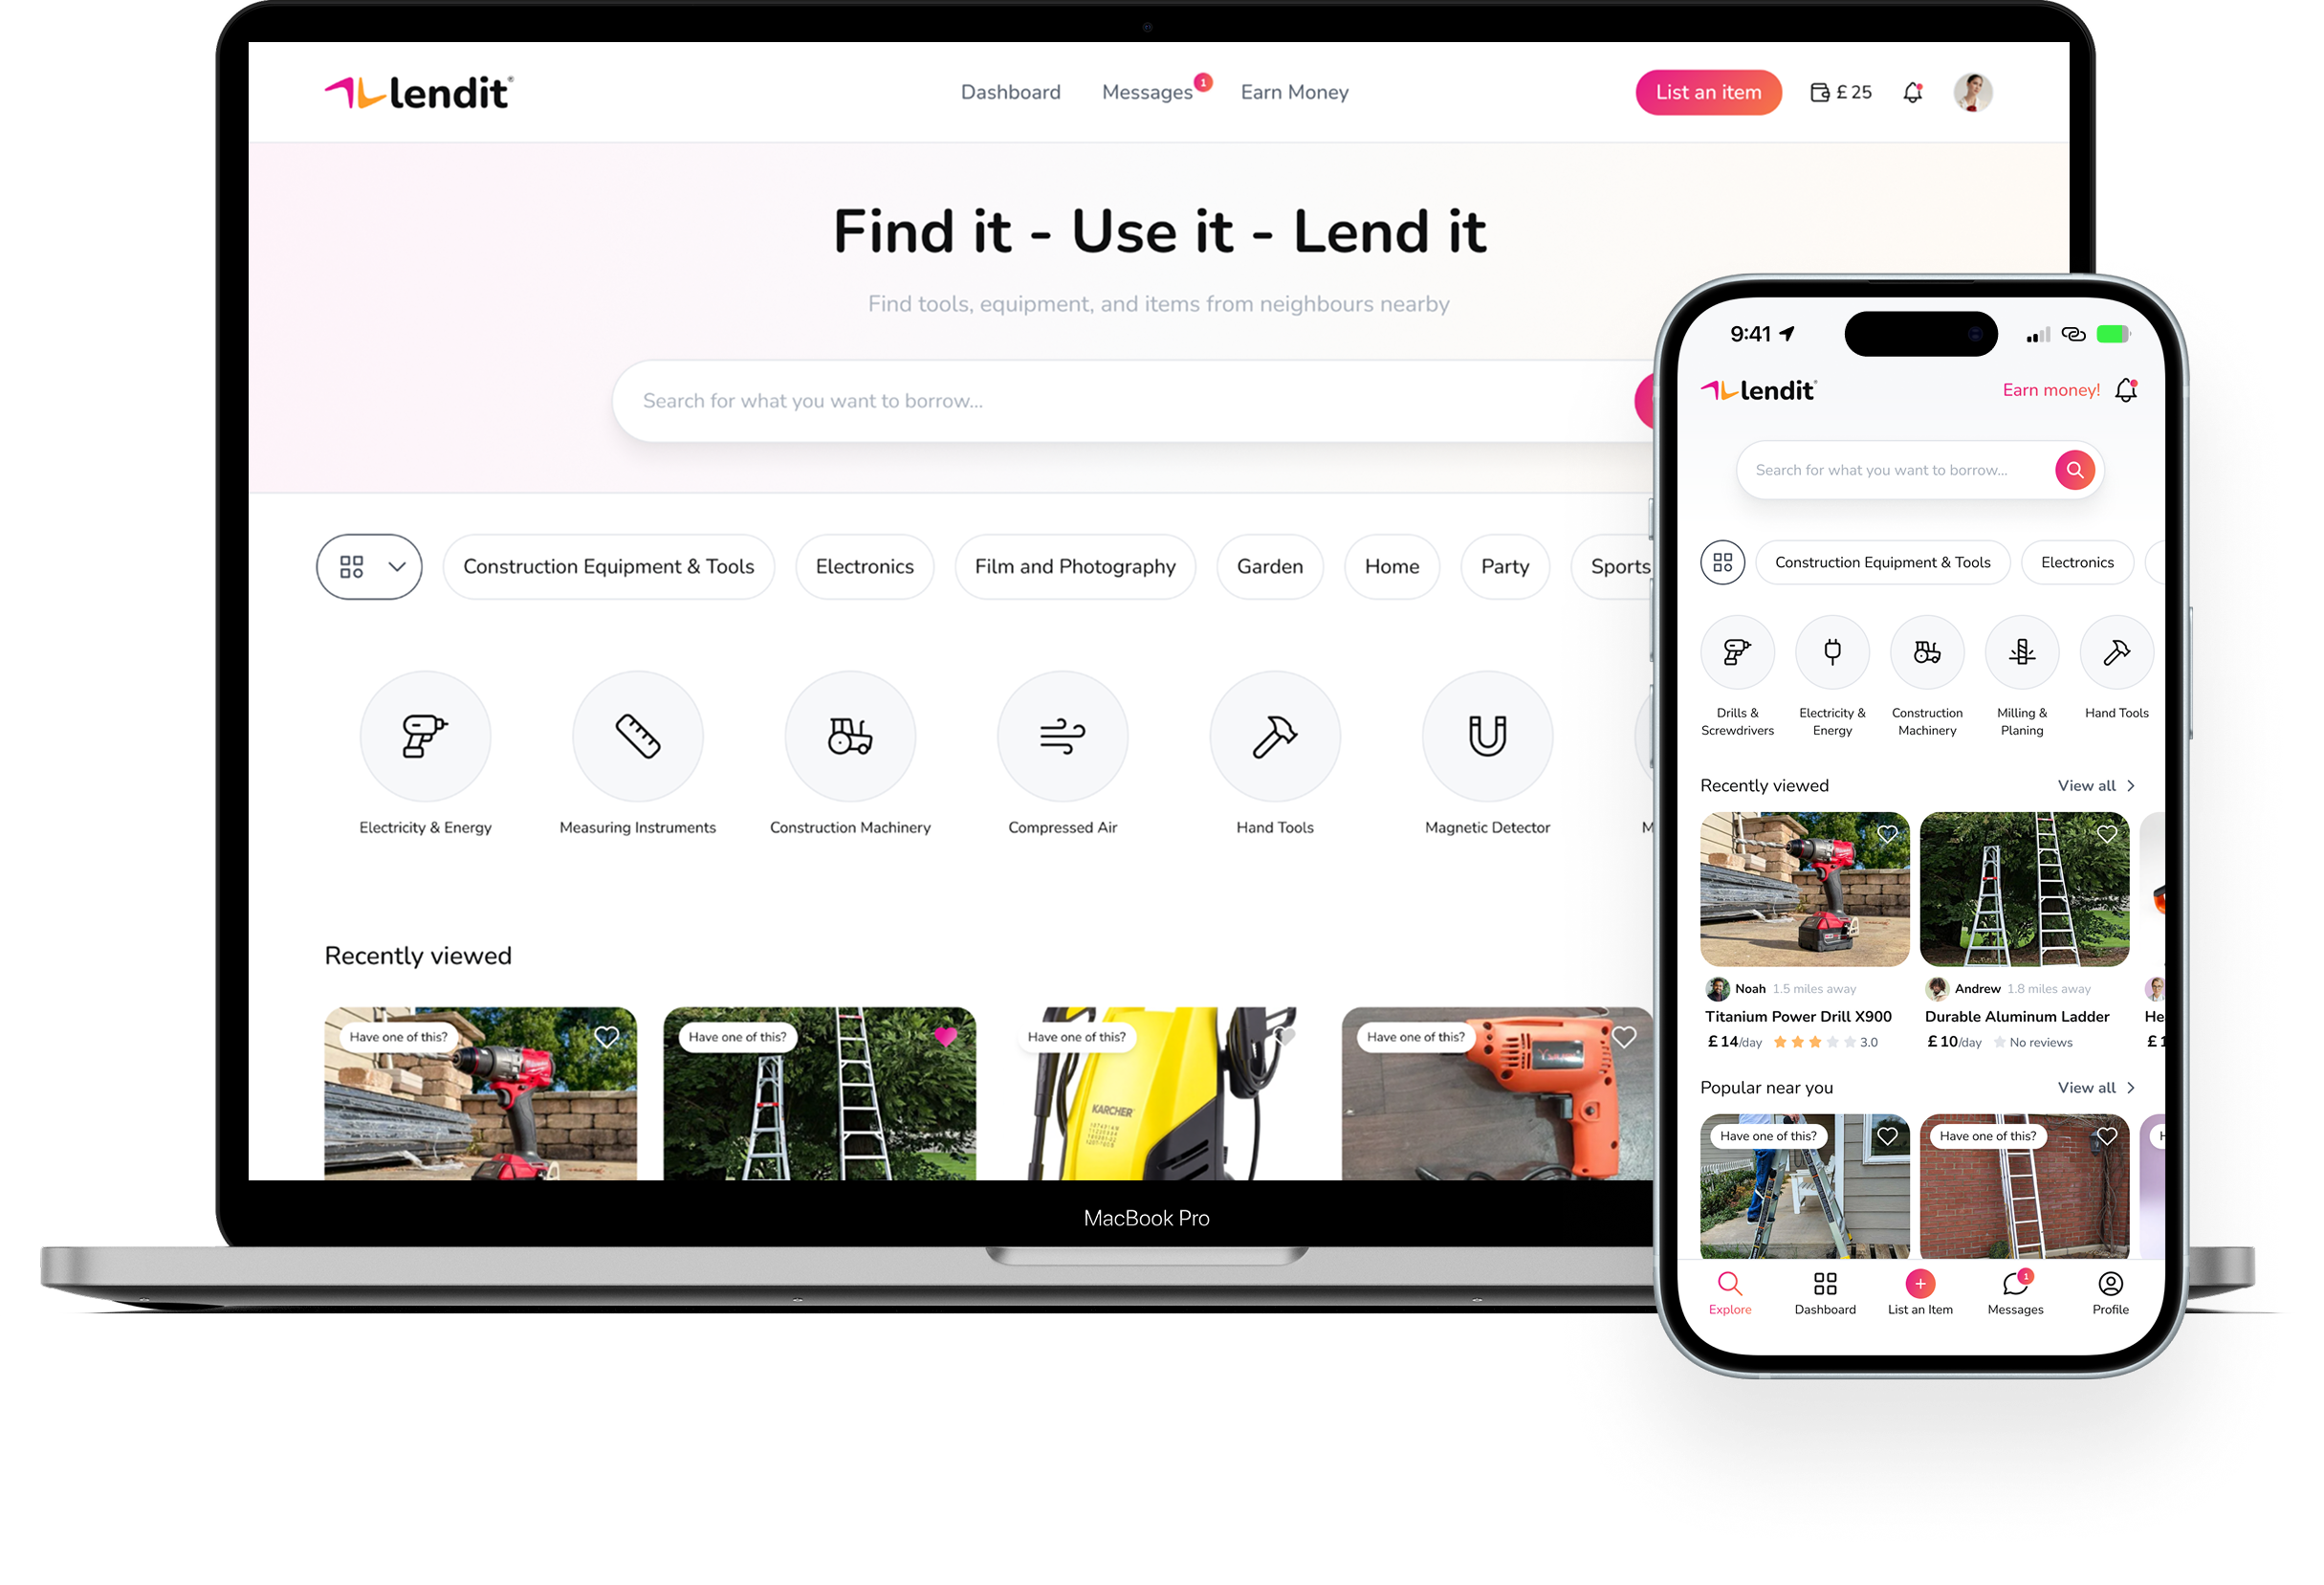 lendit®
Dashboard
Messages
1
Earn Money
List an item
£ 25
Find it - Use it - Lend it
Find tools, equipment, and items from neighbours nearby
Search for what you want to borrow...
Construction Equipment & Tools
Electronics
Film and Photography
Garden
Home
Party
Sports
Electricity & Energy
Measuring Instruments
Construction Machinery
Compressed Air
Hand Tools
Magnetic Detector
M
Recently viewed
Have one of this?
Have one of this?
Have one of this?
Have one of this?
KARCHER
MacBook Pro
9:41
lendit®
Earn money!
Search for what you want to borrow...
Construction Equipment & Tools
Electronics
Drills &
Screwdrivers
Electricity &
Energy
Construction
Machinery
Milling &
Planing
Hand Tools
Recently viewed
View all
Noah 1.5 miles away
Titanium Power Drill X900
£ 14/day
3.0
Andrew 1.8 miles away
Durable Aluminum Ladder
£ 10/day
No reviews
He
£ 1
Popular near you
View all
Have one of this?
Have one of this?
H
Explore
Dashboard
List an Item
1
Messages
Profile